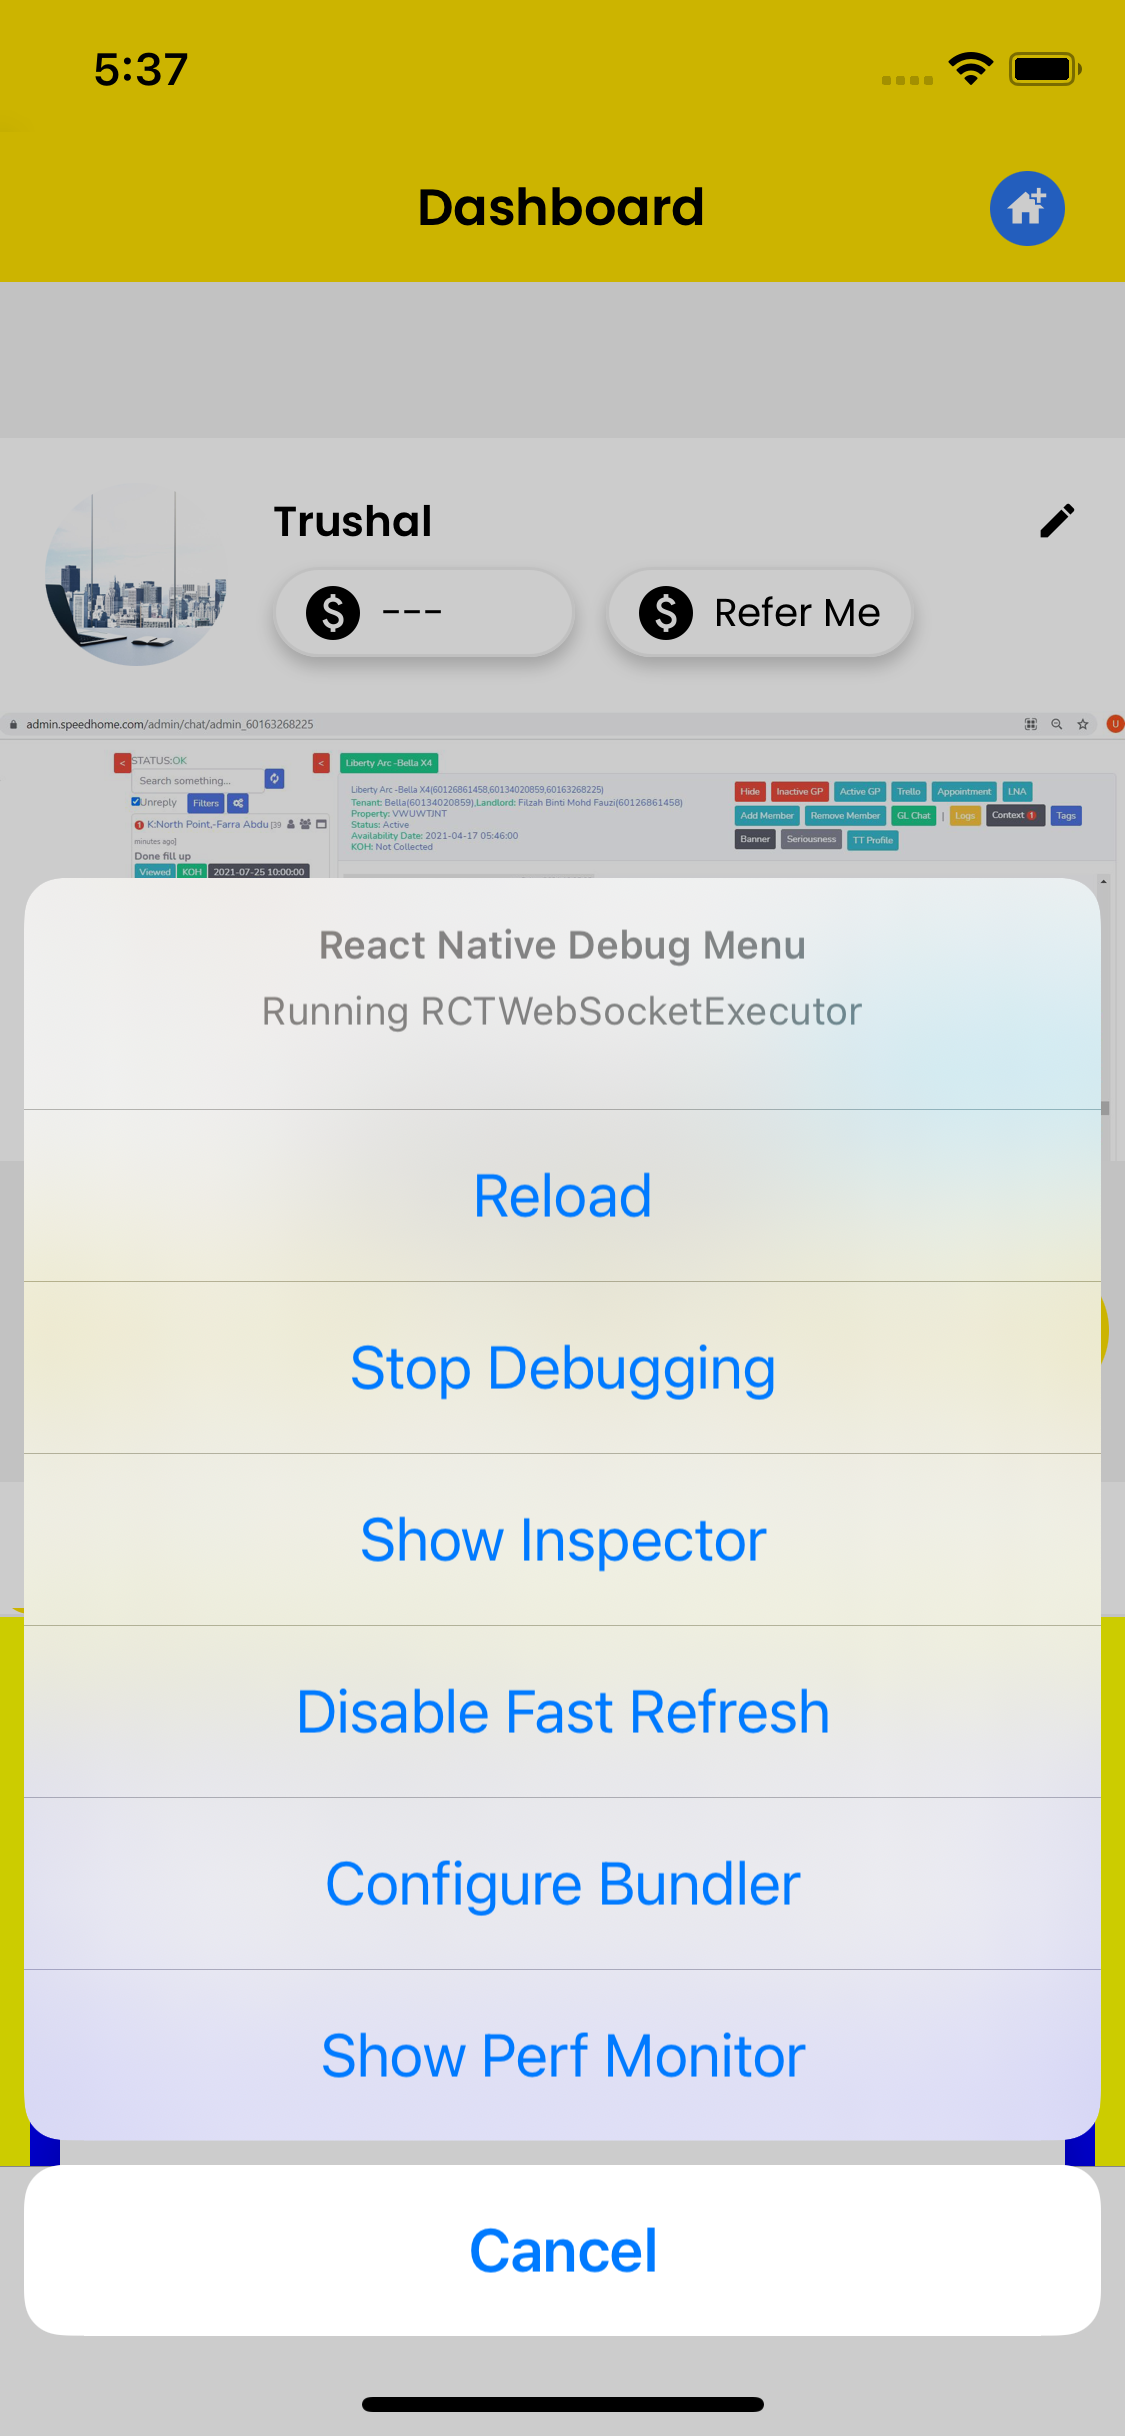 5:37
Dashboard
Trushal
$ ---
$ Refer Me
admin.speedhome.com/admin/chat/admin_60163268225
U
< STATUS:OK <
Liberty Arc -Bella X4
Search something...
Unreply Filters
K:North Point,-Farra Abdu [39
minutes ago]
Done fill up
Viewed KOH 2021-07-25 10:00:00
Liberty Arc -Bella X4(60126861458,60134020859,60163268225)
Tenant: Bella(60134020859),Landlord: Filzah Binti Mohd Fauzi(60126861458)
Property: VWUWTJNT
Status: Active
Availability Date: 2021-04-17 05:46:00
KOH: Not Collected
Hide Inactive GP Active GP Trello Appointment LNA
Add Member Remove Member GL Chat | Logs Context 1 Tags
Banner Seriousness TT Profile
React Native Debug Menu
Running RCTWebSocketExecutor
Reload
Stop Debugging
Show Inspector
Disable Fast Refresh
Configure Bundler
Show Perf Monitor
Cancel